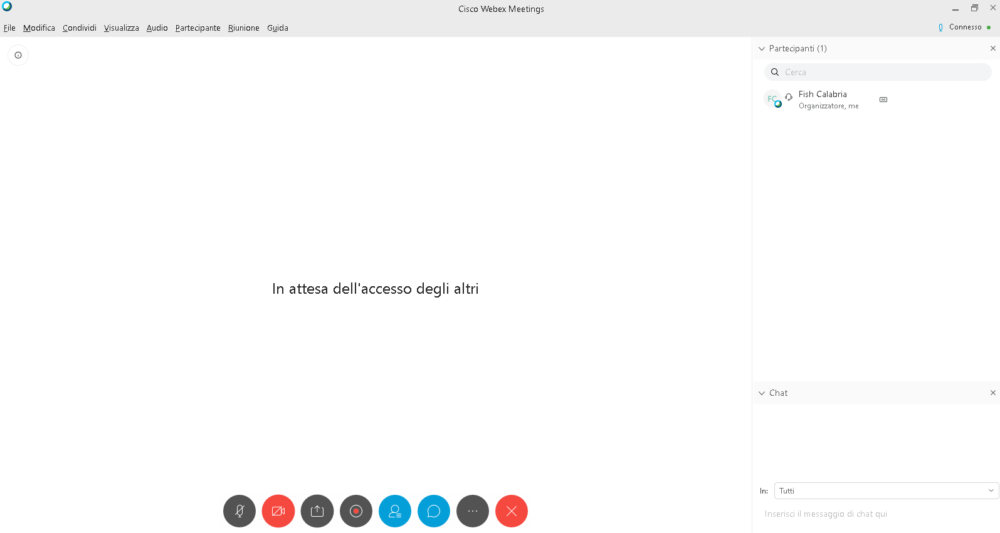 Cisco Webex Meetings
File Modifica Condividi Visualizza Audio Partecipante Riunione Guida
Connesso
Partecipanti (1)
Cerca
FC
Fish Calabria
Organizzatore, me
In attesa dell'accesso degli altri
Chat
In: Tutti
Inserisci il messaggio di chat qui